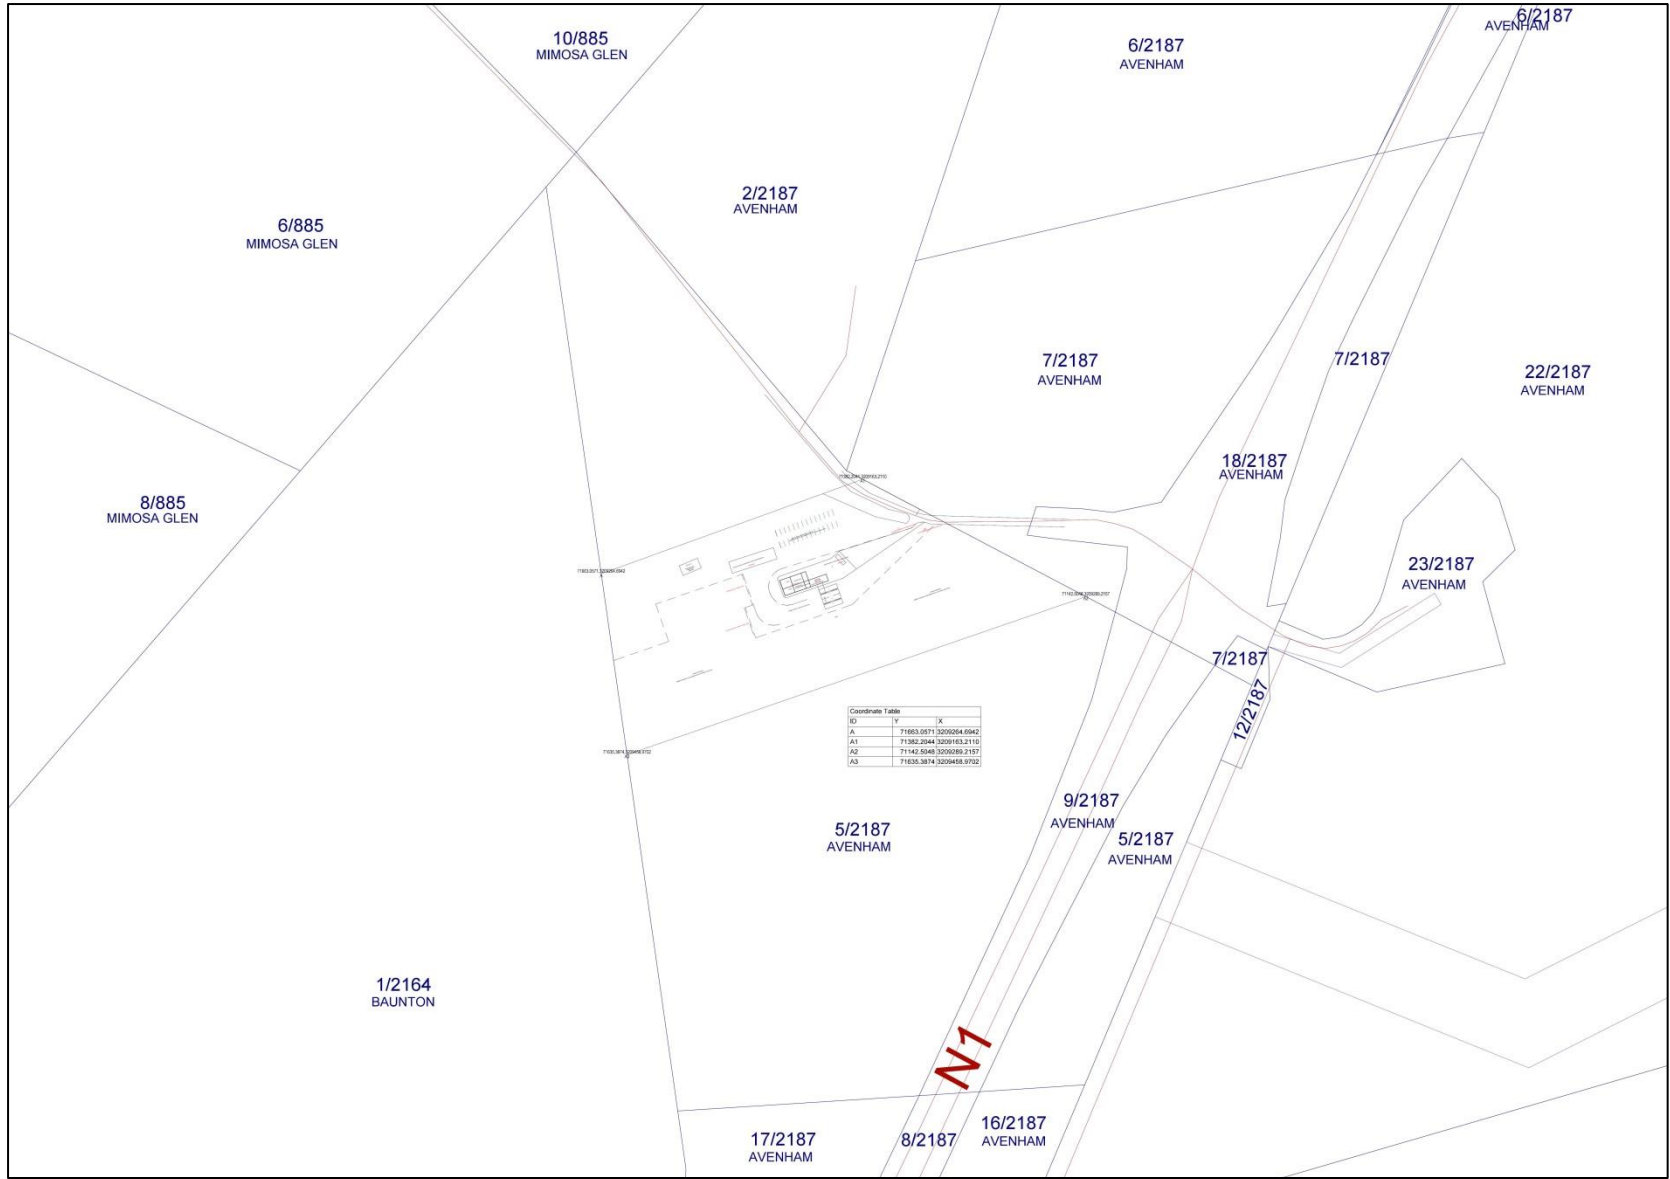 6/2187
AVENHAM
10/885
MIMOSA GLEN
6/2187
AVENHAM
2/2187
AVENHAM
6/885
MIMOSA GLEN
7/2187
AVENHAM
7/2187
22/2187
AVENHAM
18/2187
AVENHAM
8/885
MIMOSA GLEN
23/2187
AVENHAM
7/2187
12/2187
Coordinate Table
ID Y X
A 71663.0571 3209264.6942
A1 71382.2044 3209163.2110
A2 71142.5048 3209289.2157
A3 71635.3874 3209458.9702
9/2187
AVENHAM
5/2187
AVENHAM
5/2187
AVENHAM
1/2164
BAUNTON
N1
17/2187
AVENHAM
8/2187
16/2187
AVENHAM